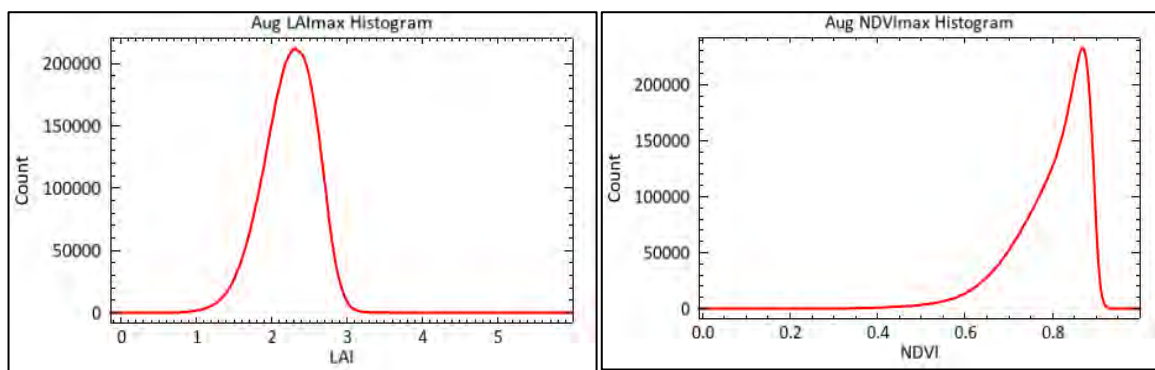 Aug LAImax Histogram
200000
150000
100000
50000
0
Count
0 1 2 3 4 5
LAI
Aug NDVImax Histogram
200000
150000
100000
50000
0
Count
0.0 0.2 0.4 0.6 0.8
NDVI